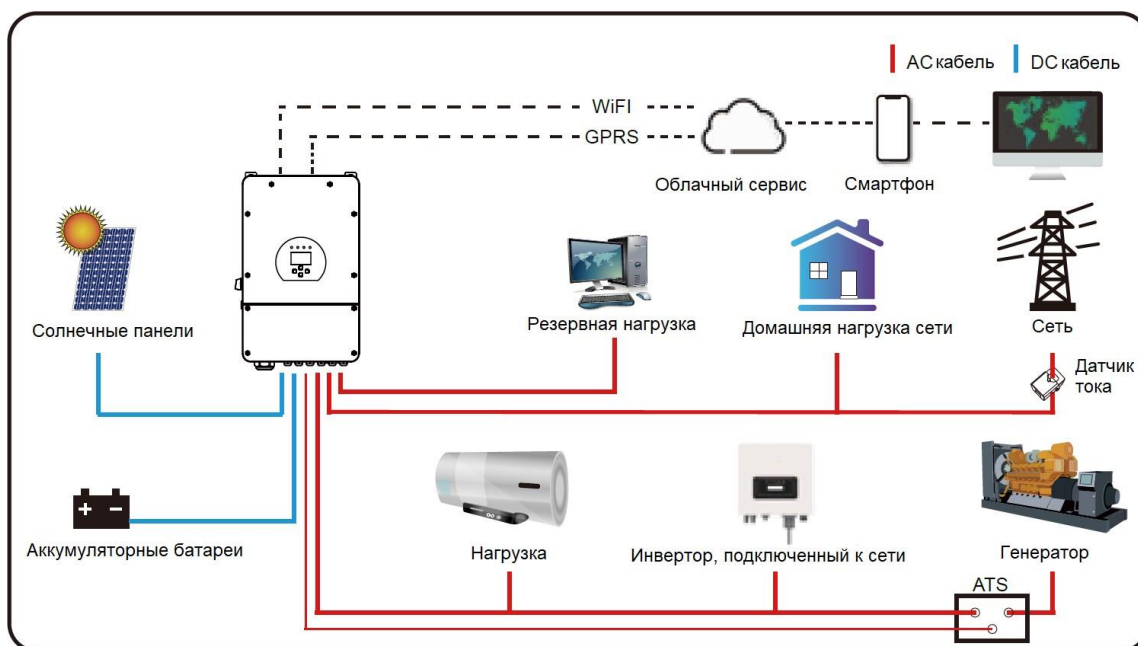 AC кабель
DC кабель
WiFI
GPRS
Облачный сервис
Смартфон
Солнечные панели
Резервная нагрузка
Домашняя нагрузка сети
Сеть
Датчик
тока
Аккумуляторные батареи
Нагрузка
Инвертор, подключенный к сети
Генератор
ATS